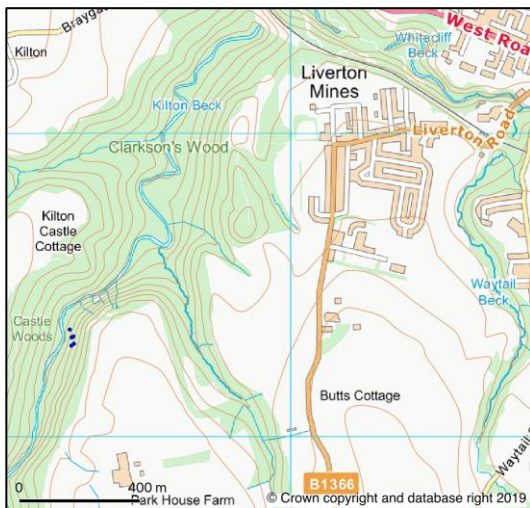 Kilton
Braygat
West Road
Whitecliff
Beck
Liverton
Mines
Kilton Beck
Liverton Road
Clarkson's Wood
Kilton
Castle
Cottage
Waytail
Beck
Castle
Woods
Butts Cottage
Waytail
B1366
0 400 m
Park House Farm
© Crown copyright and database right 2019